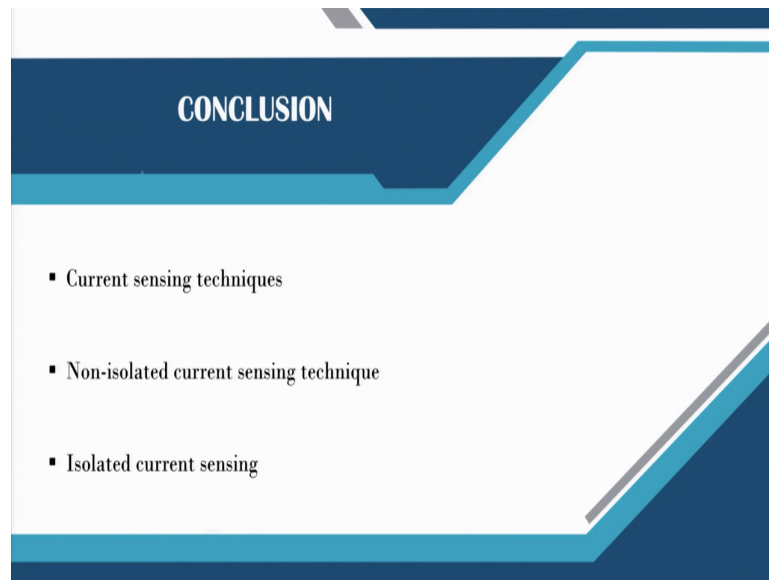 CONCLUSION
▪ Current sensing techniques
▪ Non-isolated current sensing technique
▪ Isolated current sensing